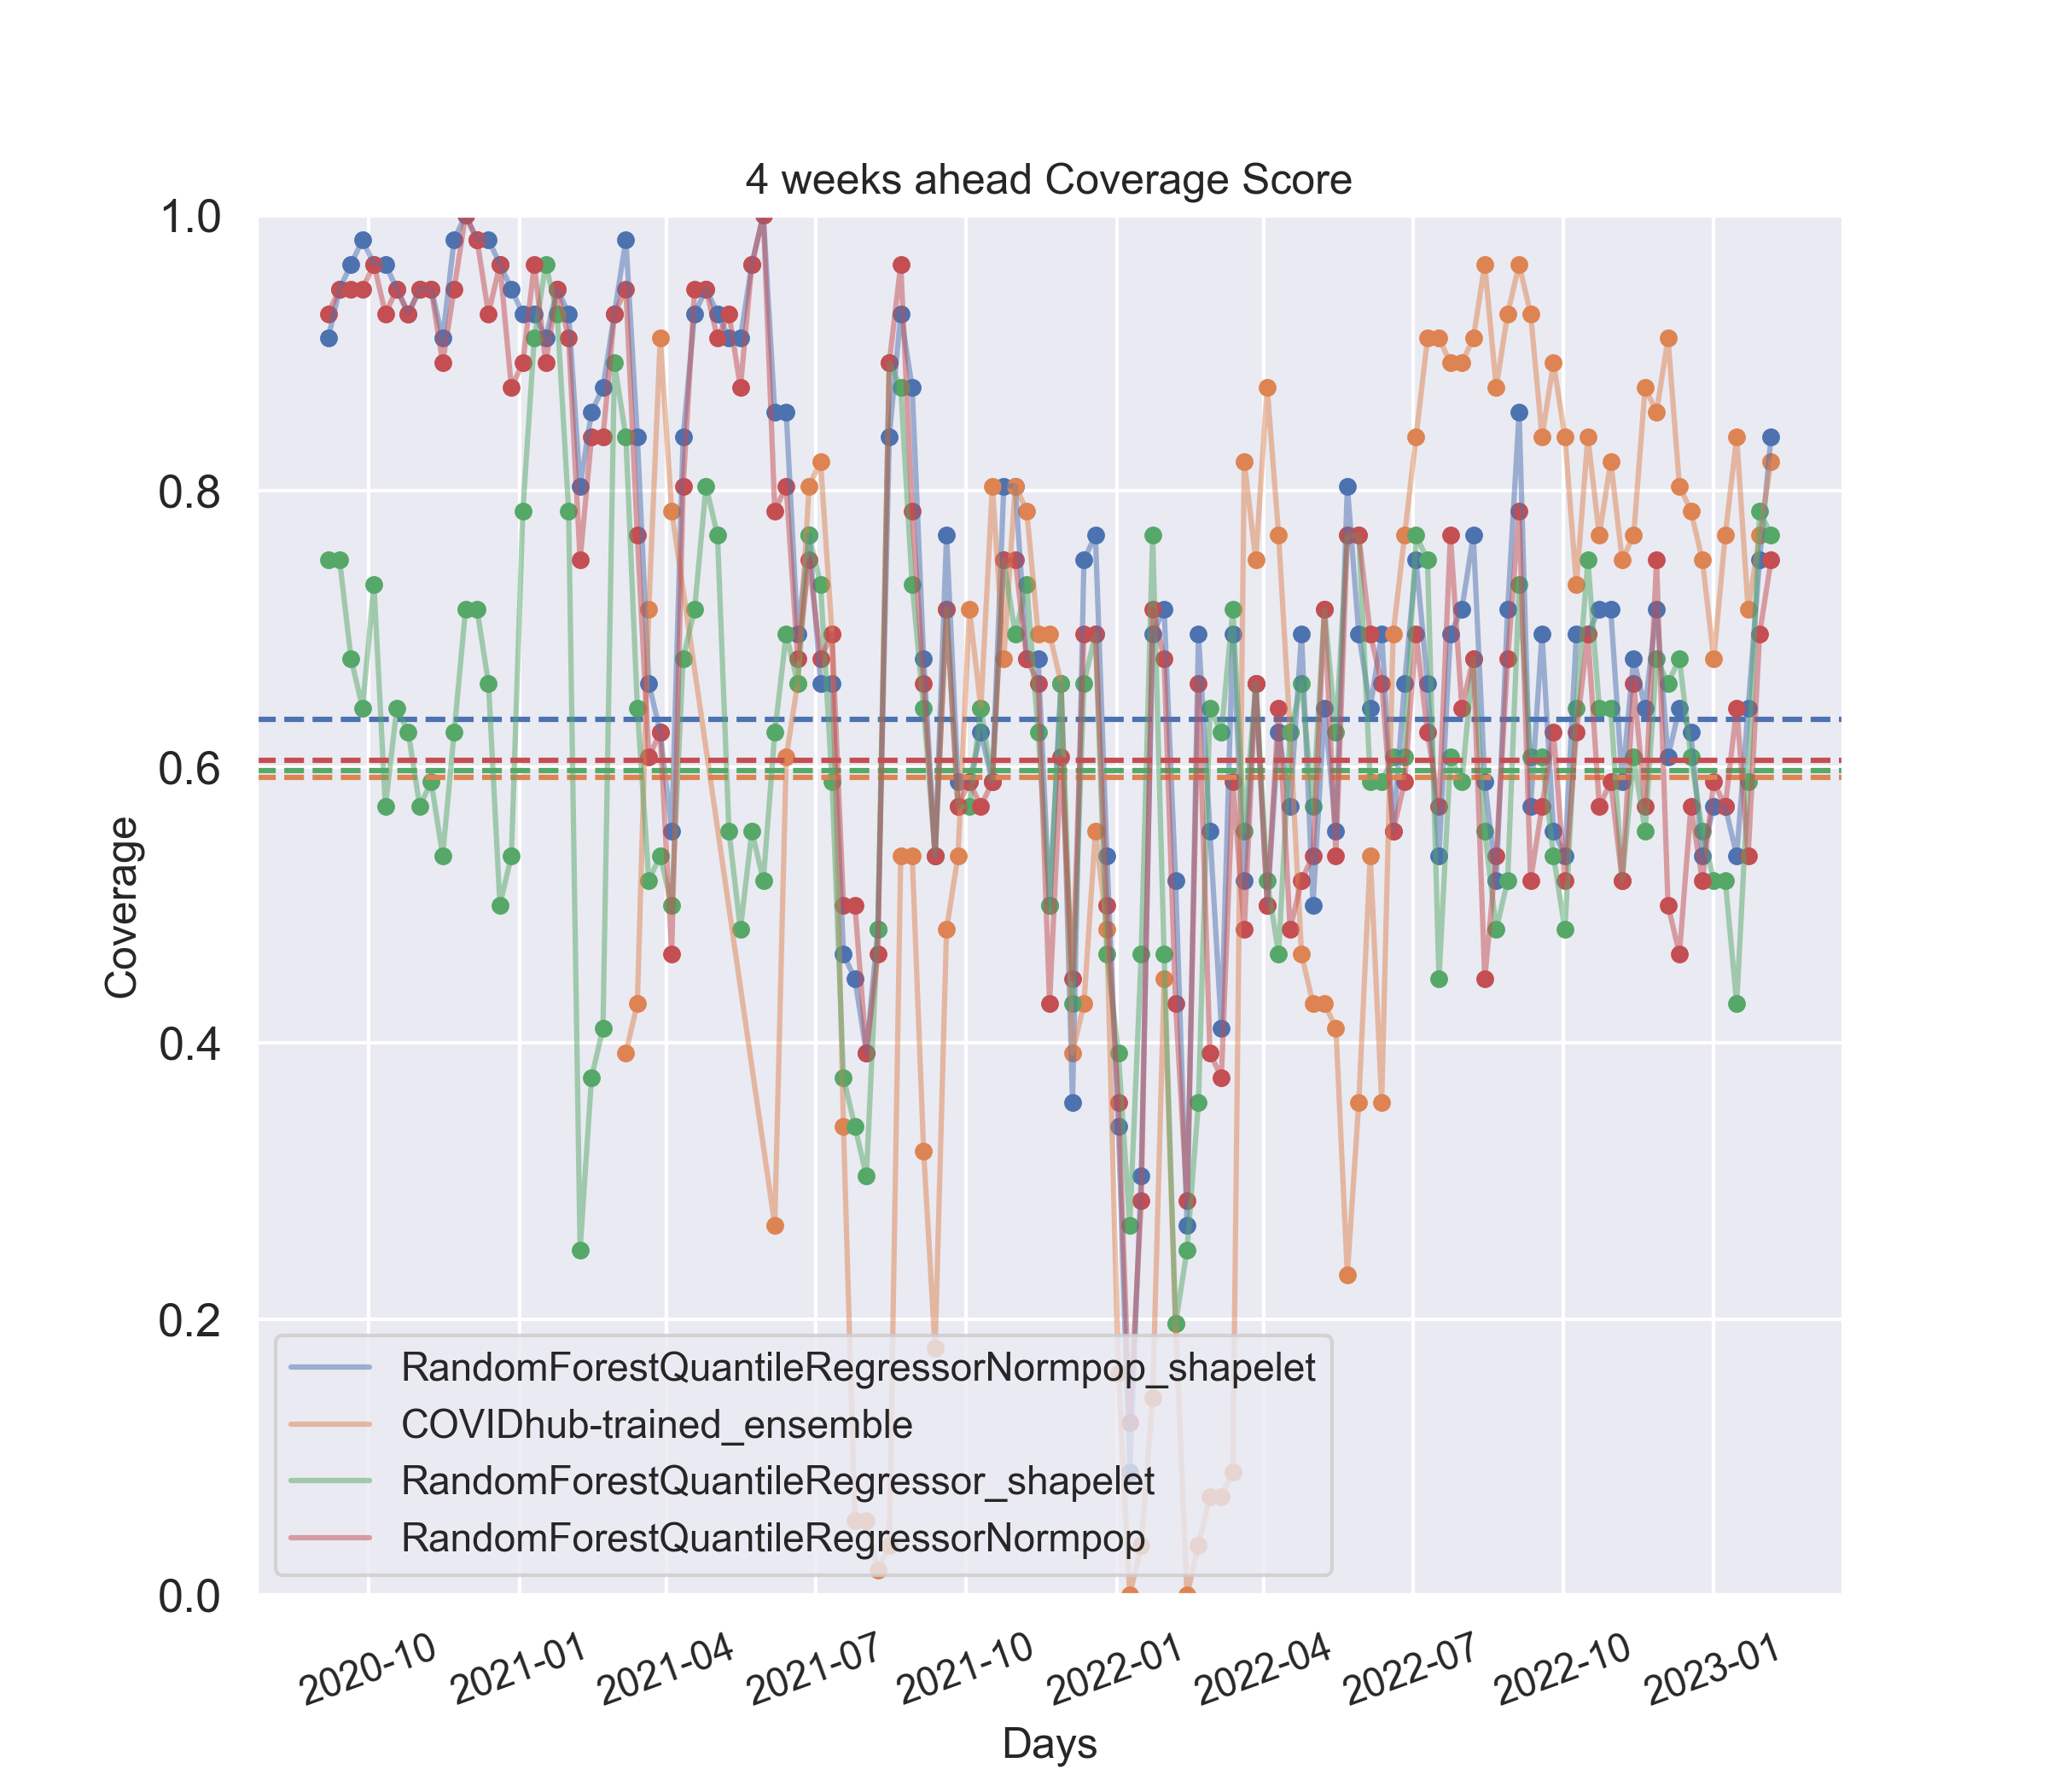 4 weeks ahead Coverage Score
1.0
0.8
0.6
0.4
0.2
0.0
Coverage
RandomForestQuantileRegressorNormpop_shapelet
COVIDhub-trained_ensemble
RandomForestQuantileRegressor_shapelet
RandomForestQuantileRegressorNormpop
2020-10
2021-01
2021-04
2021-07
2021-10
2022-01
2022-04
2022-07
2022-10
2023-01
Days